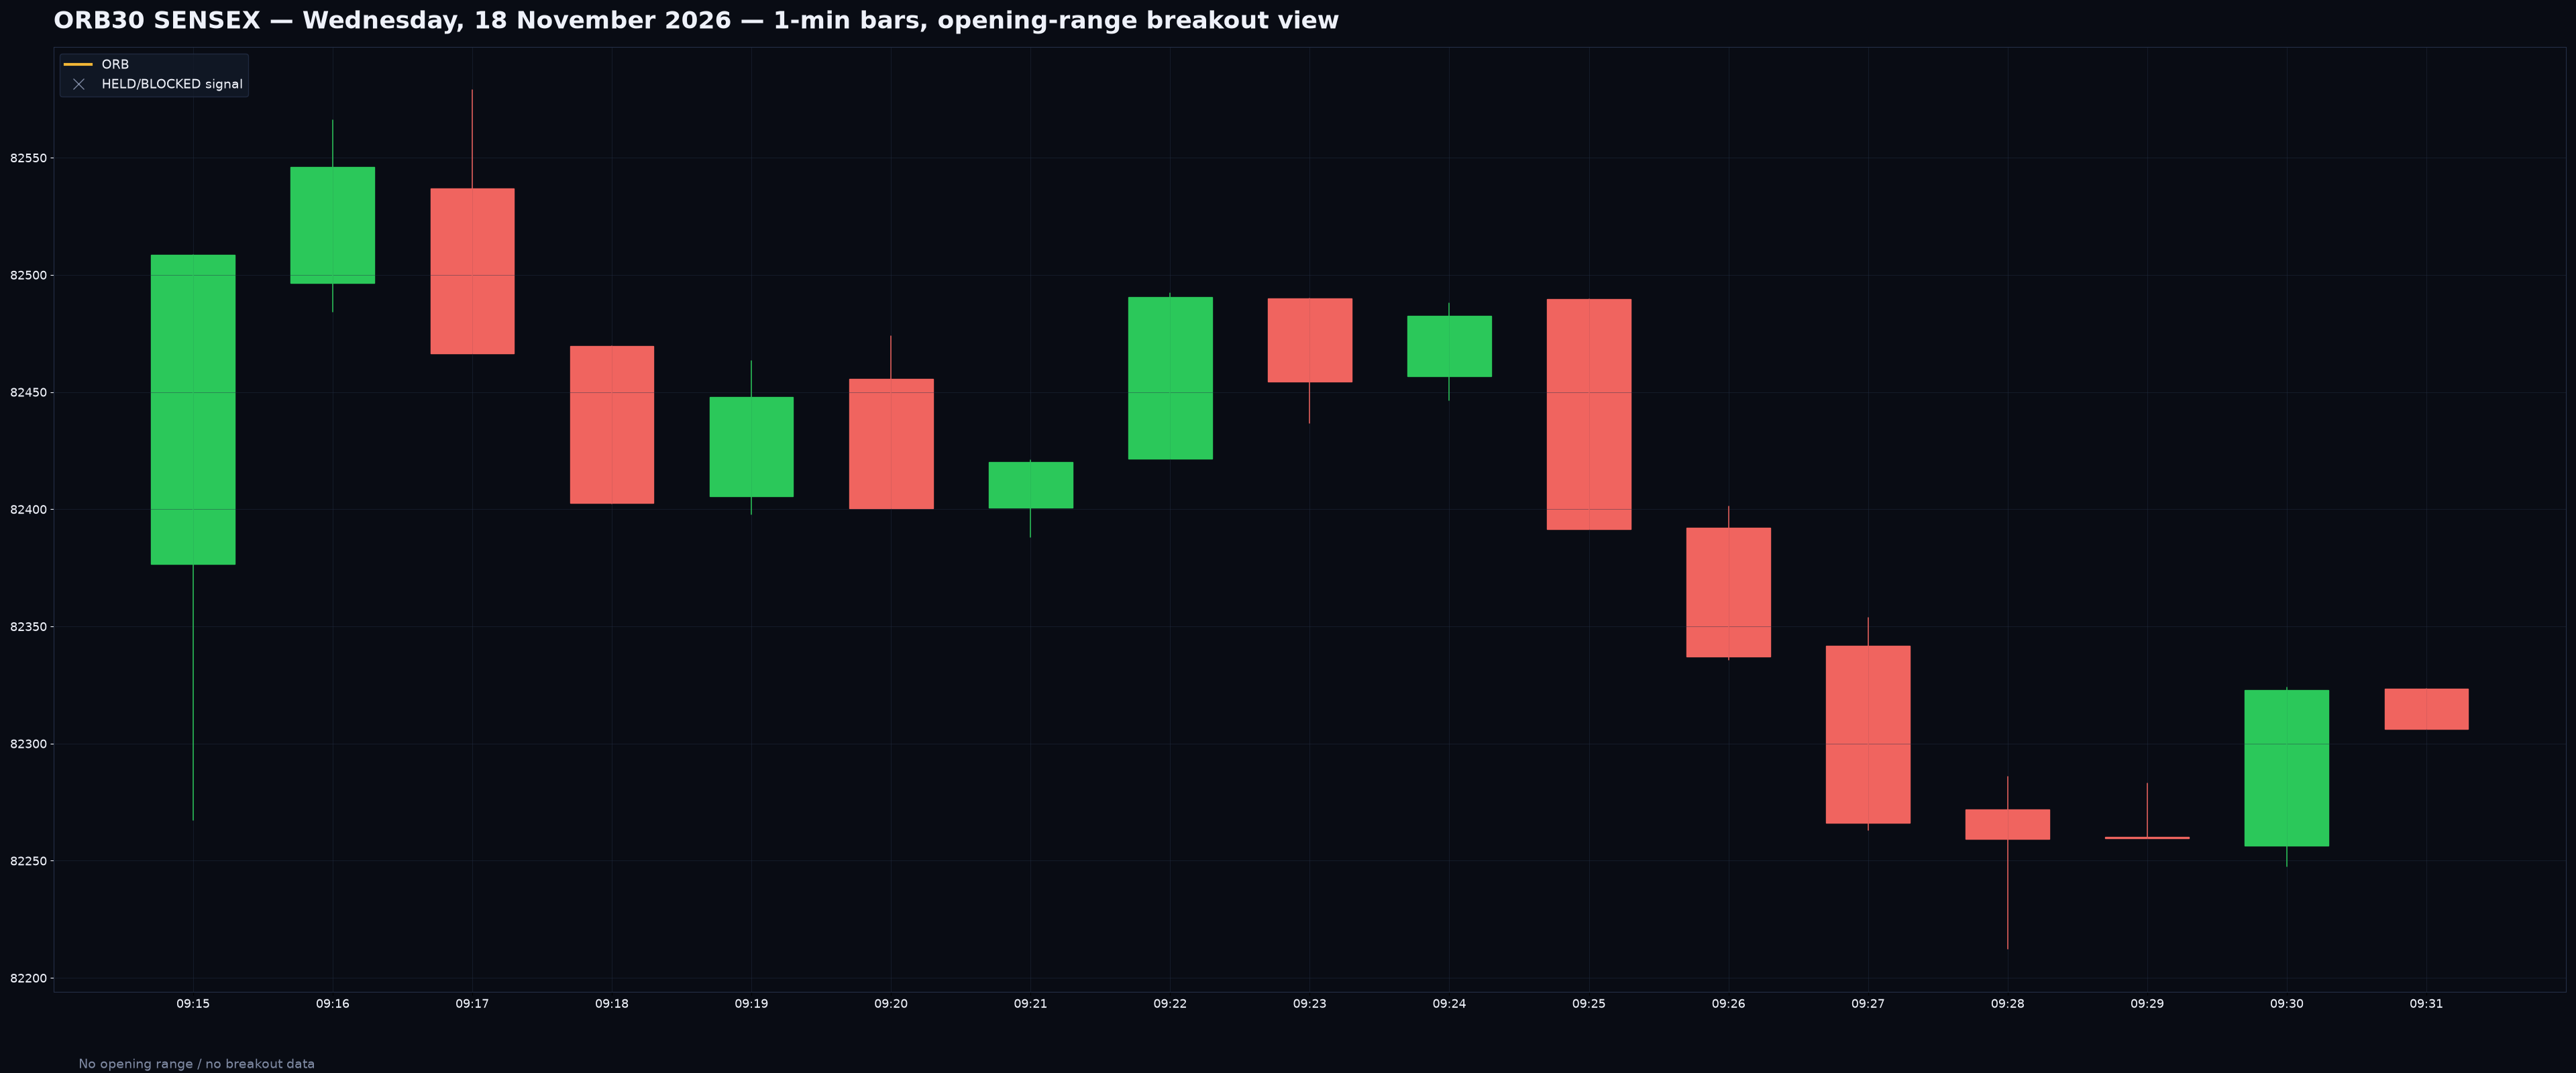 ORB30 SENSEX — Wednesday, 18 November 2026 — 1-min bars, opening-range breakout view
ORB
HELD/BLOCKED signal
82550
82500
82450
82400
82350
82300
82250
82200
09:15 09:16 09:17 09:18 09:19 09:20 09:21 09:22 09:23 09:24 09:25 09:26 09:27 09:28 09:29 09:30 09:31
No opening range / no breakout data